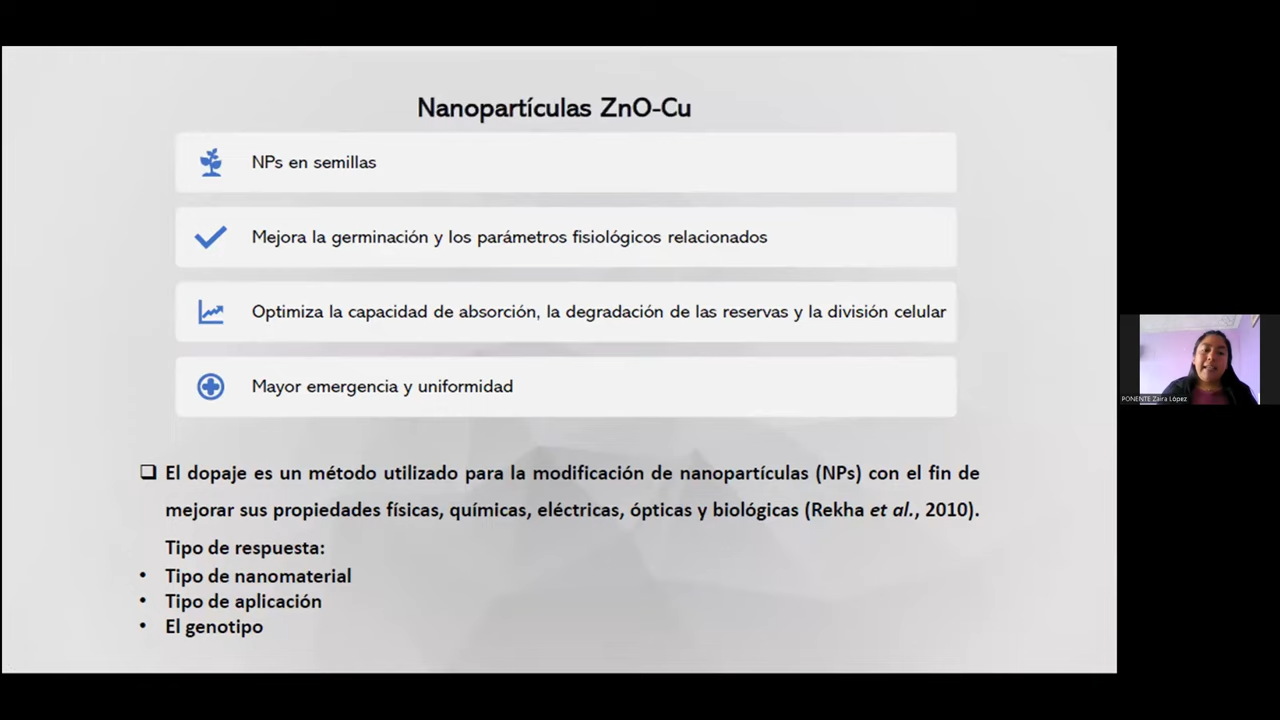 Nanopartículas ZnO-Cu
NPs en semillas
Mejora la germinación y los parámetros fisiológicos relacionados
Optimiza la capacidad de absorción, la degradación de las reservas y la división celular
Mayor emergencia y uniformidad
❑ El dopaje es un método utilizado para la modificación de nanopartículas (NPs) con el fin de
mejorar sus propiedades físicas, químicas, eléctricas, ópticas y biológicas (Rekha et al., 2010).
Tipo de respuesta:
• Tipo de nanomaterial
• Tipo de aplicación
• El genotipo
PONENTE Zaira López